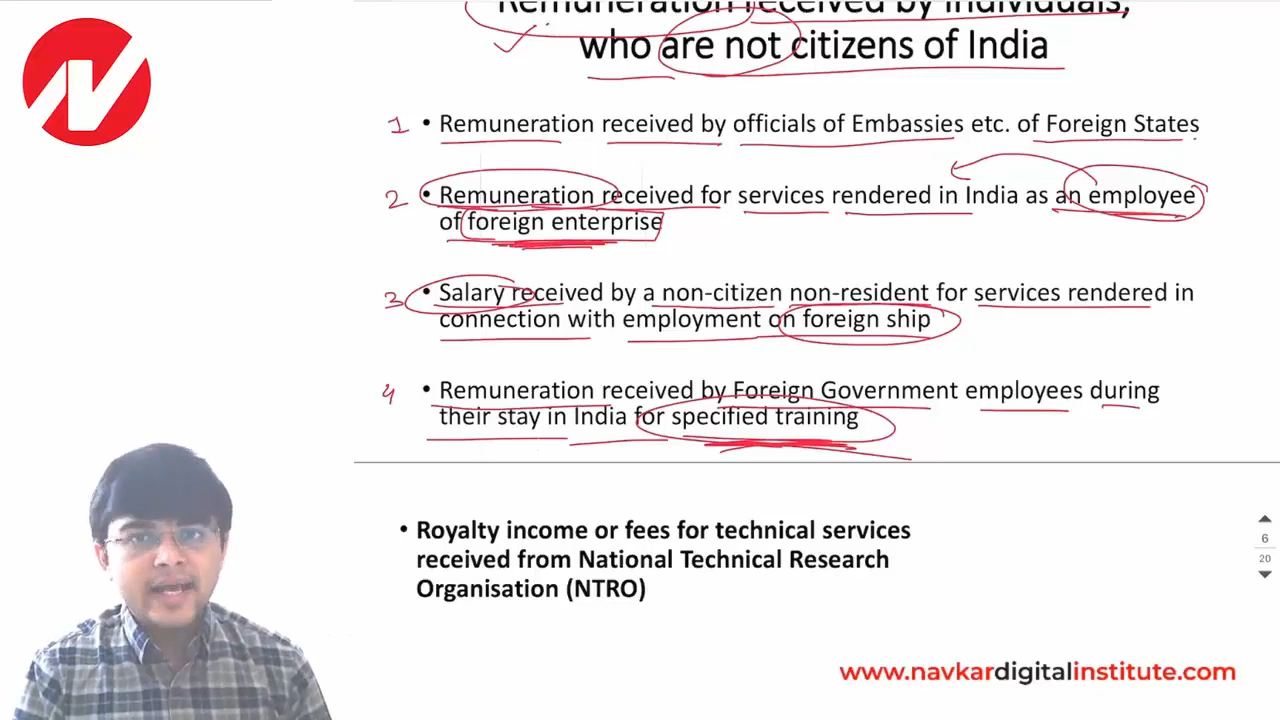 Remuneration received by individuals,
who are not citizens of India
1 • Remuneration received by officials of Embassies etc. of Foreign States
2 • Remuneration received for services rendered in India as an employee
of foreign enterprise
3 • Salary received by a non-citizen non-resident for services rendered in
connection with employment on foreign ship
4 • Remuneration received by Foreign Government employees during
their stay in India for specified training
• Royalty income or fees for technical services
received from National Technical Research
Organisation (NTRO)
6
20
www.navkardigitalinstitute.com